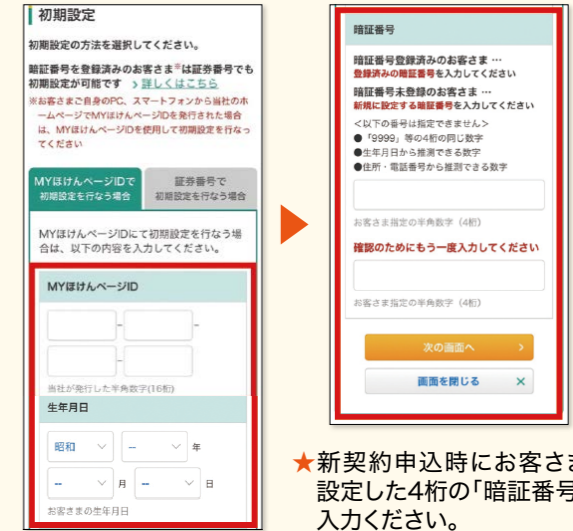 初期設定
初期設定の方法を選択してください。
暗証番号を登録済みのお客さま※は証券番号でも
初期設定が可能です >詳しくはこちら
※お客さまご自身のPC、スマートフォンから当社のホ
ームページでMYほけんページIDを発行された場合
は、MYほけんページIDを使用して初期設定を行なっ
てください
MYほけんページIDで
初期設定を行なう場合
証券番号で
初期設定を行なう場合
MYほけんページIDにて初期設定を行なう場
合は、以下の内容を入力してください。
MYほけんページID
- -
-
当社が発行した半角数字(16桁)
生年月日
昭和 -- 年
-- 月 -- 日
お客さまの生年月日
暗証番号
暗証番号登録済みのお客さま …
登録済みの暗証番号を入力してください
暗証番号未登録のお客さま …
新規に設定する暗証番号を入力してください
<以下の番号は指定できません>
●「9999」等の4桁の同じ数字
●生年月日から推測できる数字
●住所・電話番号から推測できる数字
お客さま指定の半角数字(4桁)
確認のためにもう一度入力してください
お客さま指定の半角数字(4桁)
次の画面へ >
画面を閉じる ×
★新契約申込時にお客さま
設定した4桁の「暗証番号
入力ください。